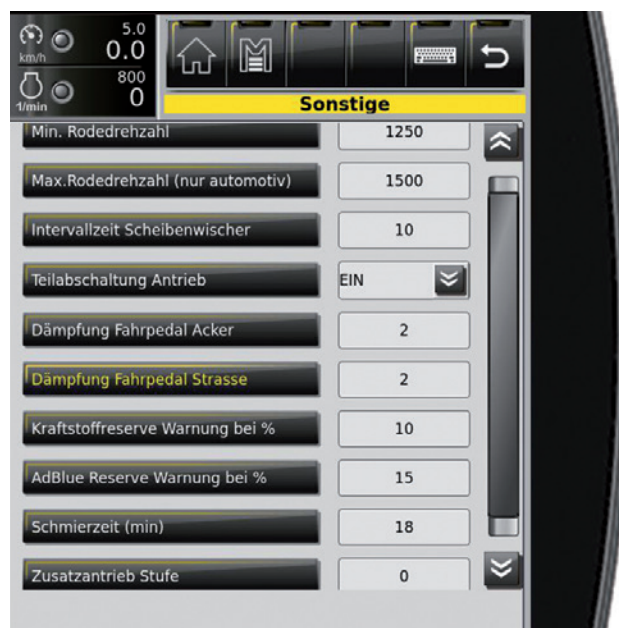 5.0
km/h 0.0
800
1/min 0
Sonstige
Min. Rodedrehzahl 1250
Max.Rodedrehzahl (nur automotiv) 1500
Intervallzeit Scheibenwischer 10
Teilabschaltung Antrieb EIN
Dämpfung Fahrpedal Acker 2
Dämpfung Fahrpedal Strasse 2
Kraftstoffreserve Warnung bei % 10
AdBlue Reserve Warnung bei % 15
Schmierzeit (min) 18
Zusatzantrieb Stufe 0